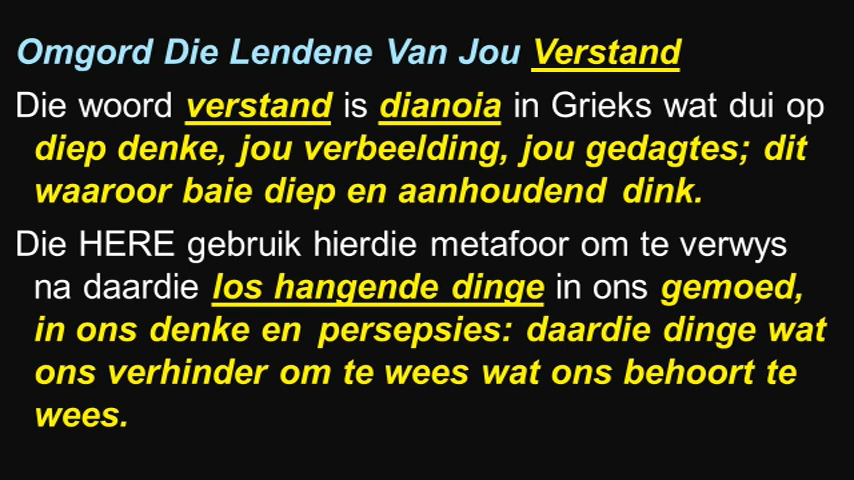 Omgord Die Lendene Van Jou Verstand
Die woord verstand is dianoia in Grieks wat dui op
diep denke, jou verbeelding, jou gedagtes; dit
waaroor baie diep en aanhoudend dink.
Die HERE gebruik hierdie metafoor om te verwys
na daardie los hangende dinge in ons gemoed,
in ons denke en persepsies: daardie dinge wat
ons verhinder om te wees wat ons behoort te
wees.